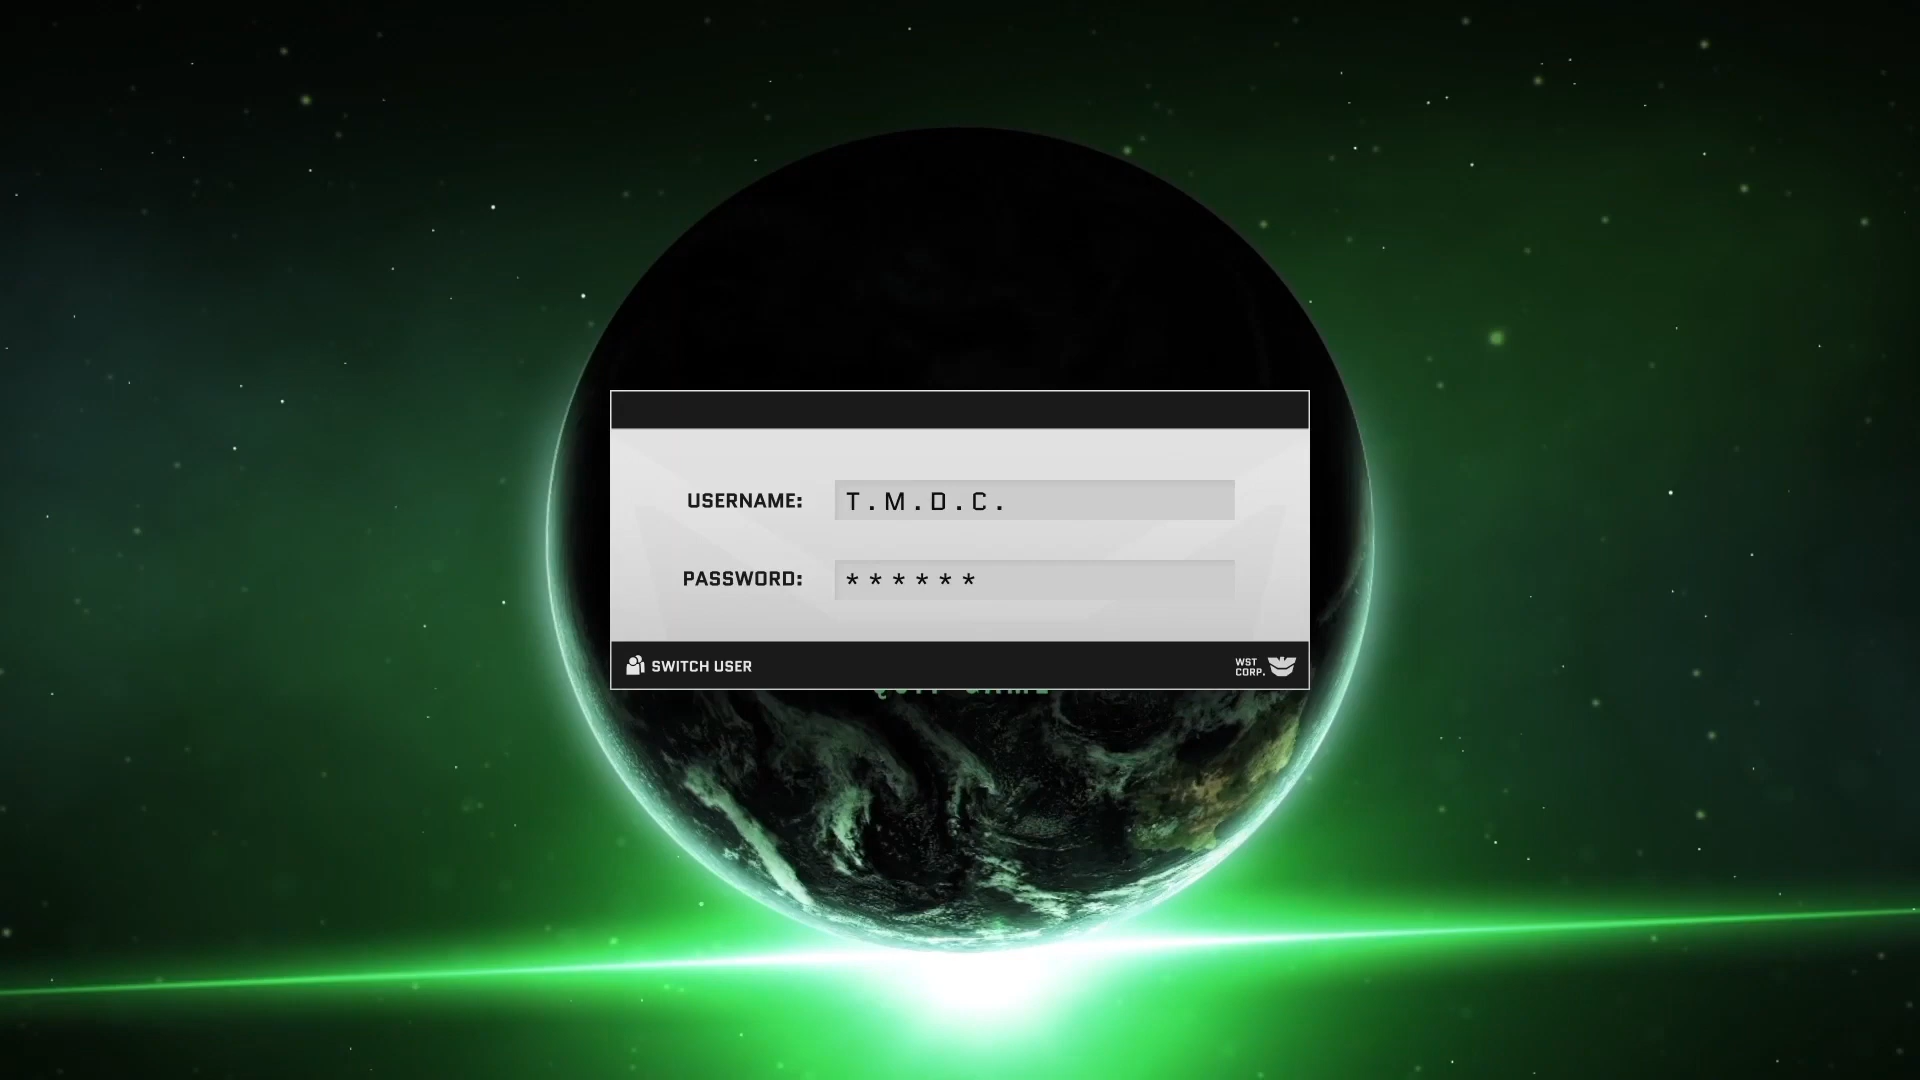 USERNAME: T.M.D.C.
PASSWORD: ******
SWITCH USER
WST
CORP.